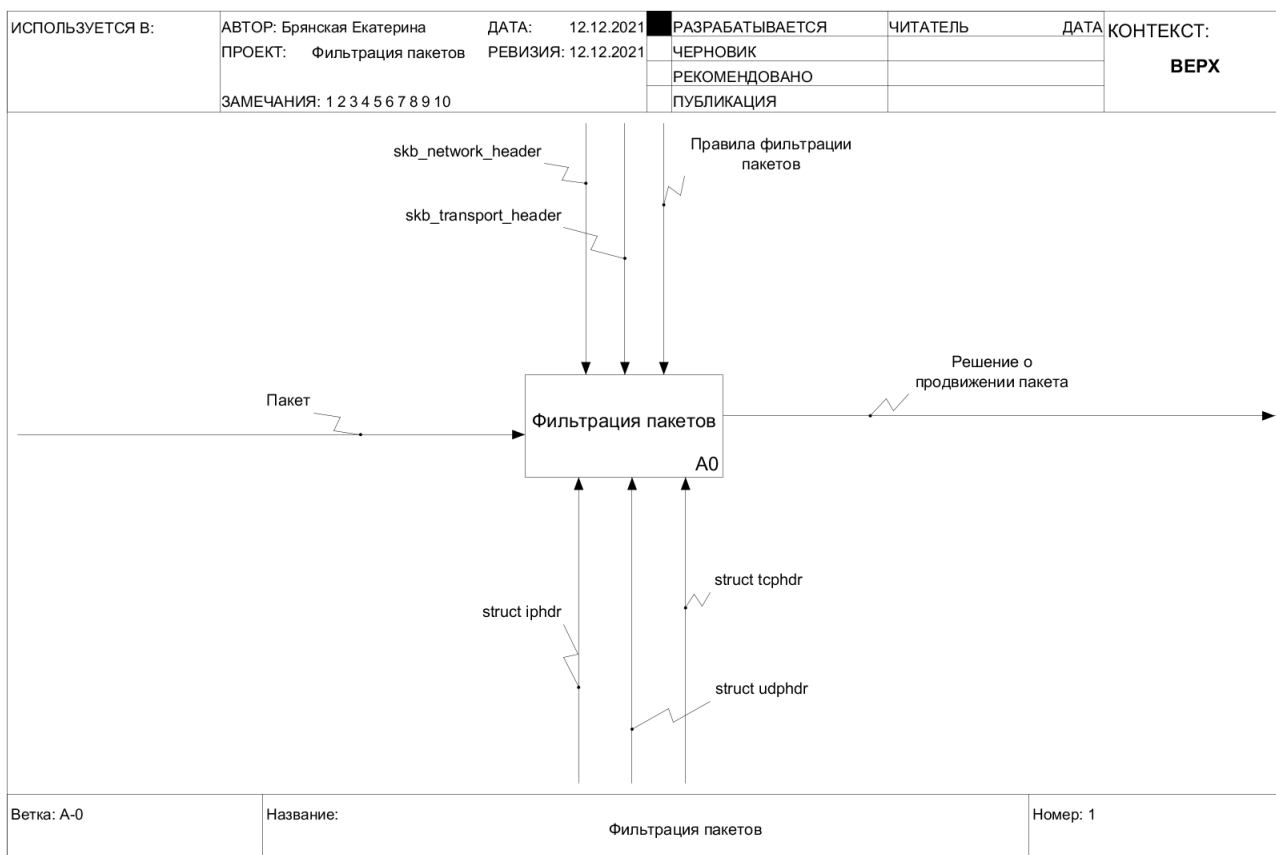 ИСПОЛЬЗУЕТСЯ В:
АВТОР: Брянская Екатерина ДАТА: 12.12.2021
ПРОЕКТ: Фильтрация пакетов РЕВИЗИЯ: 12.12.2021
ЗАМЕЧАНИЯ: 1 2 3 4 5 6 7 8 9 10
РАЗРАБАТЫВАЕТСЯ
ЧЕРНОВИК
РЕКОМЕНДОВАНО
ПУБЛИКАЦИЯ
ЧИТАТЕЛЬ ДАТА
КОНТЕКСТ:
ВЕРХ
skb_network_header
Правила фильтрации
пакетов
skb_transport_header
Решение о
продвижении пакета
Пакет
Фильтрация пакетов
A0
struct tcphdr
struct iphdr
struct udphdr
Ветка: A-0
Название:
Фильтрация пакетов
Номер: 1